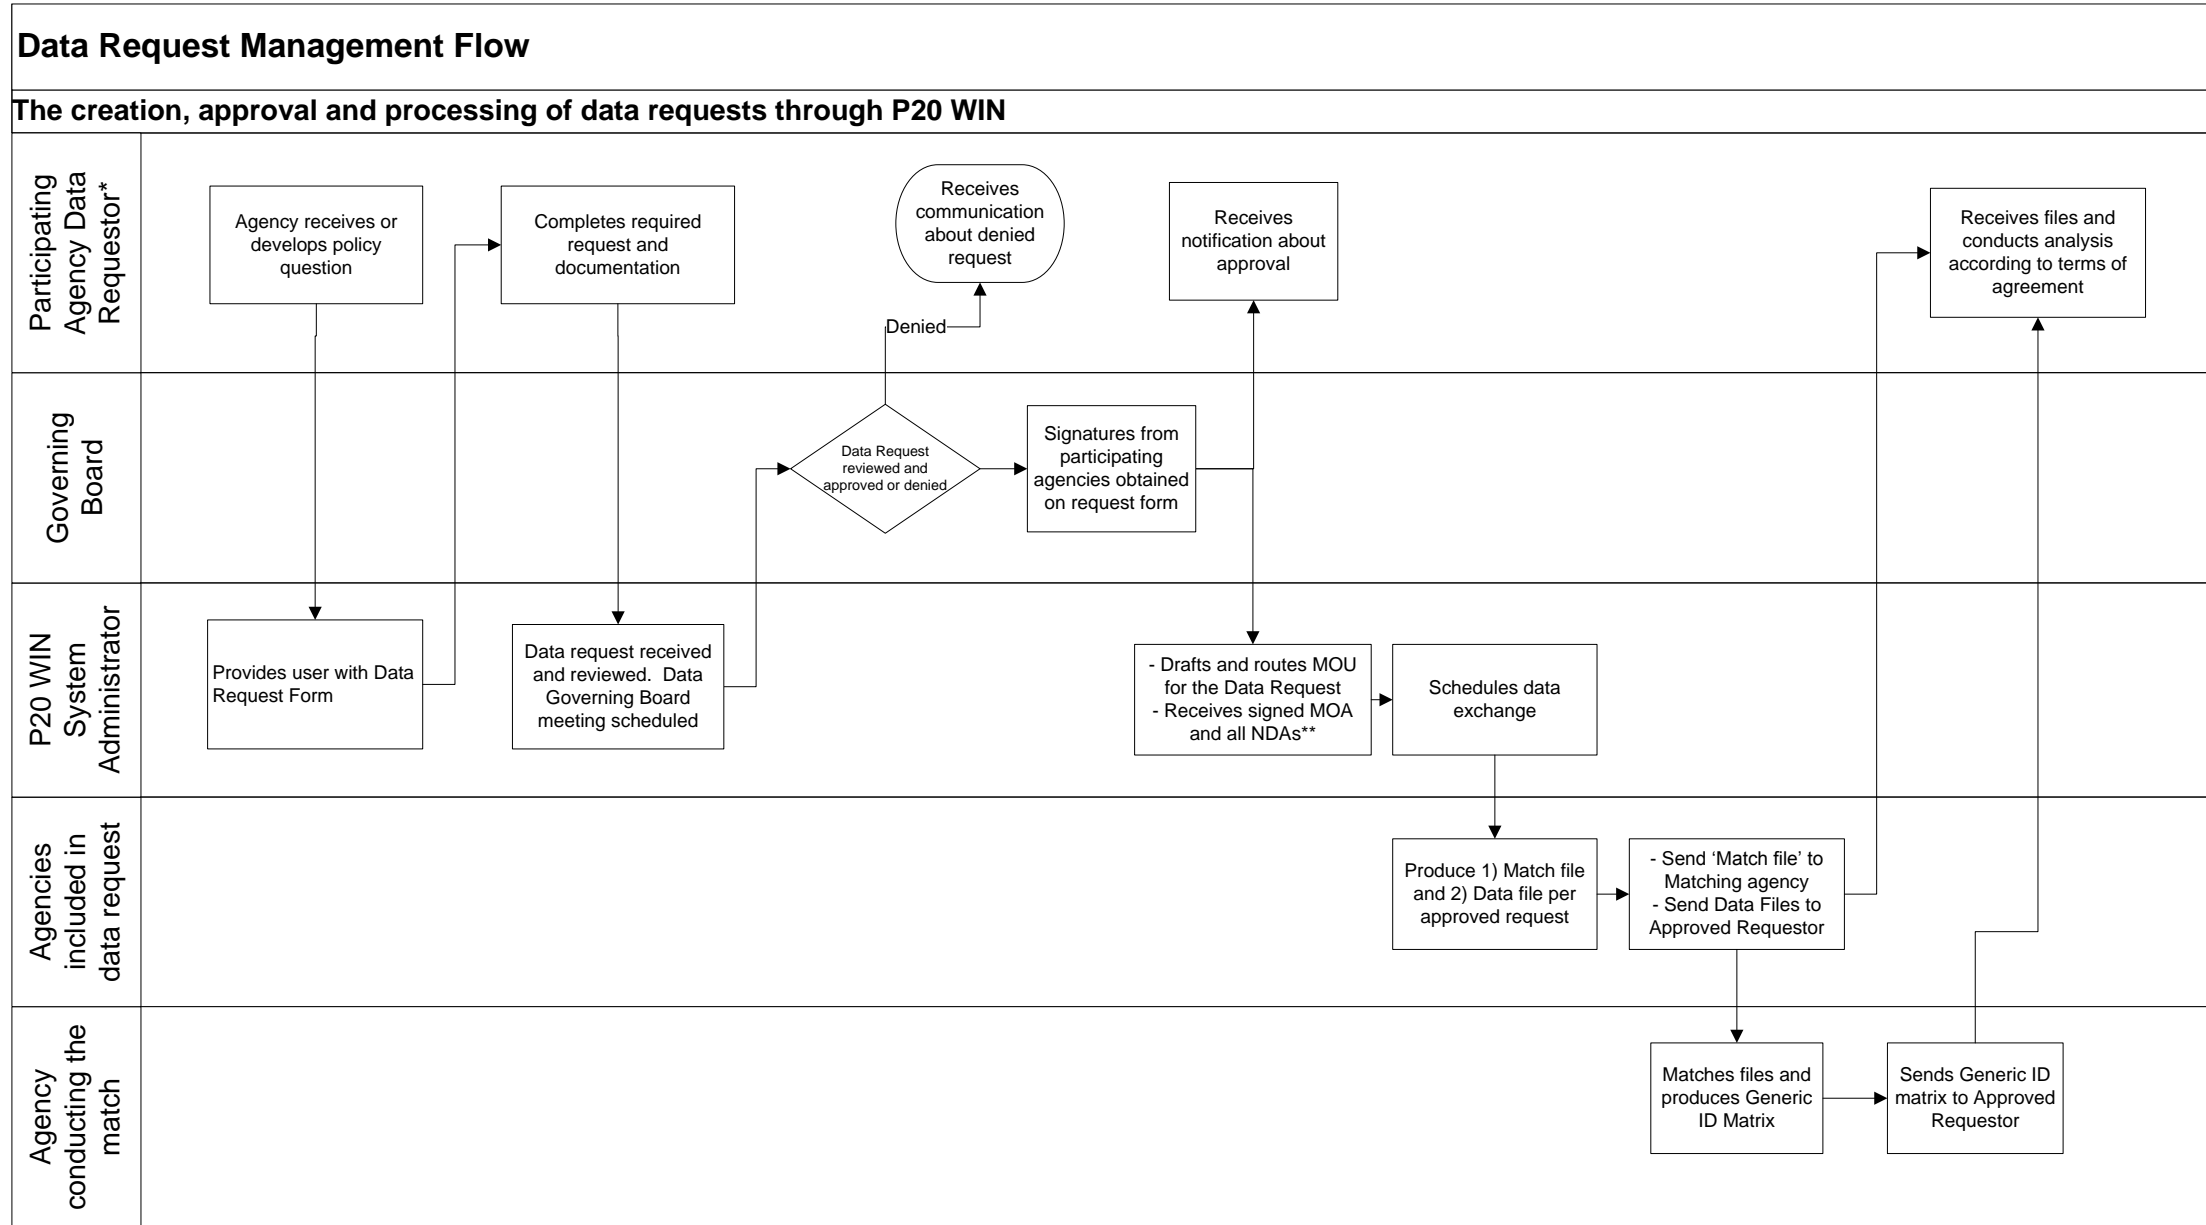 Data Request Management Flow
The creation, approval and processing of data requests through P20 WIN
Participating
Agency Data
Requestor*
Agency receives or
develops policy
question
Completes required
request and
documentation
Receives
communication
about denied
request
Denied
Receives
notification about
approval
Receives files and
conducts analysis
according to terms of
agreement
Governing
Board
Data Request
reviewed and
approved or denied
Signatures from
participating
agencies obtained
on request form
P20 WIN
System
Administrator
Provides user with Data
Request Form
Data request received
and reviewed.  Data
Governing Board
meeting scheduled
- Drafts and routes MOU
for the Data Request
- Receives signed MOA
and all NDAs**
Schedules data
exchange
Agencies
included in
data request
Produce 1) Match file
and 2) Data file per
approved request
- Send ‘Match file’ to
Matching agency
- Send Data Files to
Approved Requestor
Agency
conducting the
match
Matches files and
produces Generic
ID Matrix
Sends Generic ID
matrix to Approved
Requestor